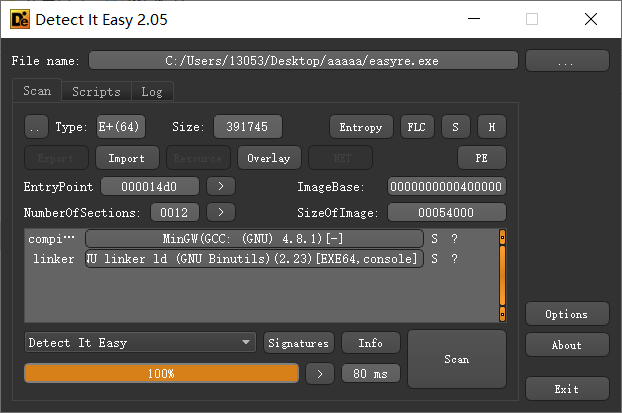 Detect It Easy 2.05
File name: C:/Users/13053/Desktop/aaaaa/easyre.exe ...
Scan Scripts Log
.. Type: E+(64) Size: 391745 Entropy FLC S H
Export Import Resource Overlay .NET PE
EntryPoint 000014d0 > ImageBase: 0000000000400000
NumberOfSections: 0012 > SizeOfImage: 00054000
compi… MinGW(GCC: (GNU) 4.8.1)[-] S ?
linker NU linker ld (GNU Binutils)(2.23)[EXE64,console] S ?
Options
Detect It Easy Signatures Info Scan About
100% > 80 ms
Exit